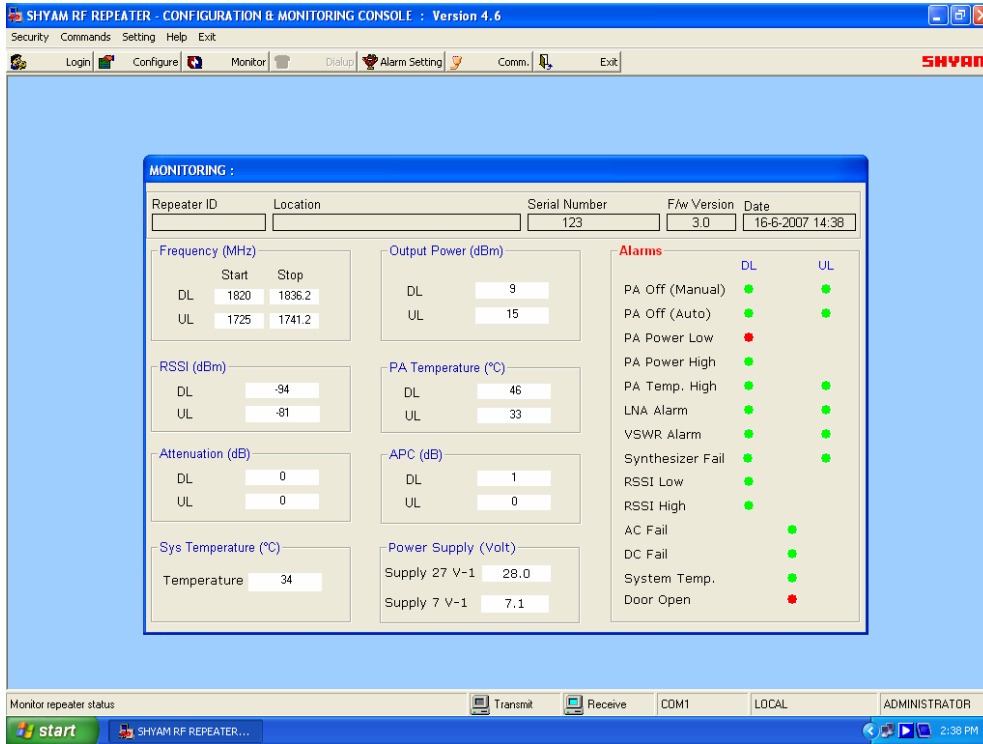 SHYAM RF REPEATER - CONFIGURATION & MONITORING CONSOLE : Version 4.6
Security Commands Setting Help Exit
Login Configure Monitor Dialup Alarm Setting Comm. Exit SHYAM
MONITORING :
Repeater ID Location Serial Number F/w Version Date
123 3.0 16-6-2007 14:38
Frequency (MHz)
Start Stop
DL 1820 1836.2
UL 1725 1741.2
Output Power (dBm)
DL 9
UL 15
RSSI (dBm)
DL -94
UL -81
PA Temperature (°C)
DL 46
UL 33
Attenuation (dB)
DL 0
UL 0
APC (dB)
DL 1
UL 0
Sys Temperature (°C)
Temperature 34
Power Supply (Volt)
Supply 27 V-1 28.0
Supply 7 V-1 7.1
Alarms
DL UL
PA Off (Manual)
PA Off (Auto)
PA Power Low
PA Power High
PA Temp. High
LNA Alarm
VSWR Alarm
Synthesizer Fail
RSSI Low
RSSI High
AC Fail
DC Fail
System Temp.
Door Open
Monitor repeater status Transmit Receive COM1 LOCAL ADMINISTRATOR
start SHYAM RF REPEATER... 2:38 PM